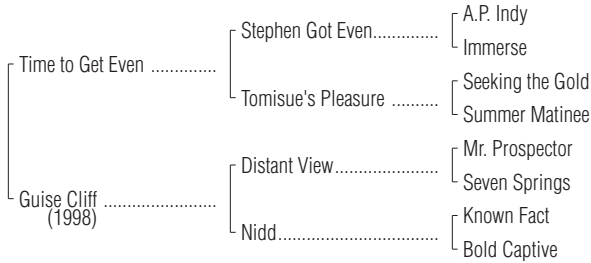 A.P. Indy
Stephen Got Even..............
Immerse
Time to Get Even ..............
Seeking the Gold
Tomisue's Pleasure ..........
Summer Matinee
Mr. Prospector
Distant View......................
Seven Springs
Guise Cliff ........................
(1998)
Known Fact
Nidd..................................
Bold Captive